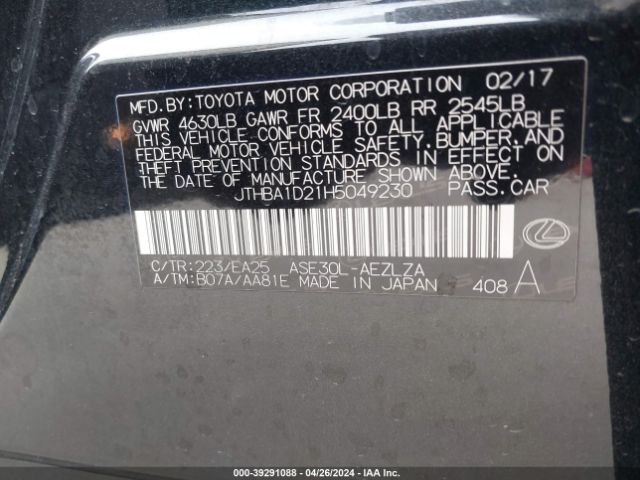 MFD.BY:TOYOTA MOTOR CORPORATION 02/17
GVWR 4630LB GAWR FR 2400LB RR 2545LB
THIS VEHICLE CONFORMS TO ALL APPLICABLE
FEDERAL MOTOR VEHICLE SAFETY,BUMPER,AND
THEFT PREVENTION STANDARDS IN EFFECT ON
THE DATE OF MANUFACTURE SHOWN ABOVE.
JTHBA1D21H5049230 PASS.CAR
C/TR:223/EA25 ASE30L-AEZLZA
A/TM:B07A/AA81E MADE IN JAPAN 408 A
000-39291088 - 04/26/2024 - IAA Inc.